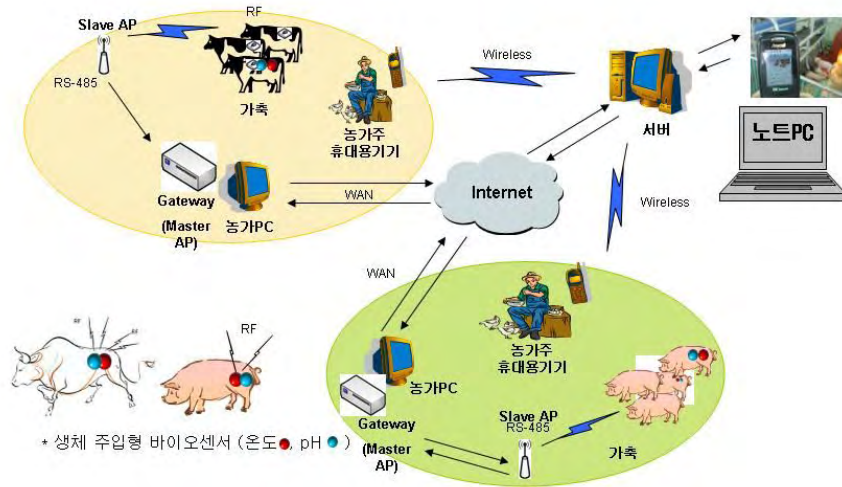 Slave AP
RF
RS-485
가축
농가주
휴대용기기
Wireless
서버
노트PC
Gateway
(Master
AP)
농가PC
WAN
Internet
Wireless
WAN
농가주
휴대용기기
농가PC
Gateway
(Master
AP)
Slave AP
RS-485
가축
RF
RF
RF
* 생체 주입형 바이오센서 (온도, pH )